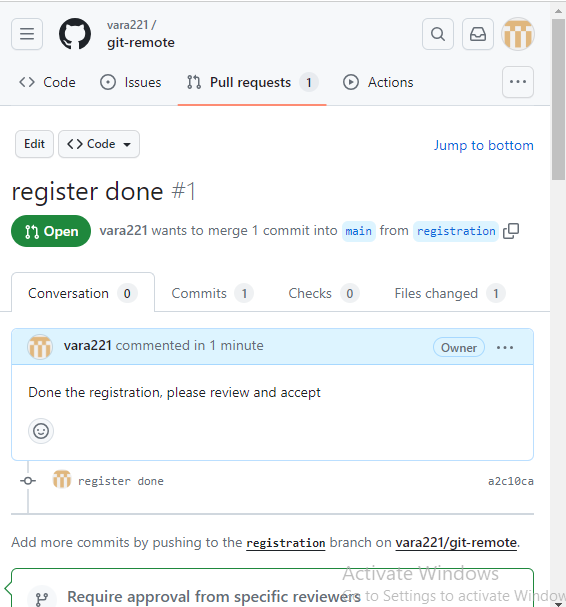 vara221 /
git-remote
Code
Issues
Pull requests 1
Actions
Edit
Code
Jump to bottom
register done #1
Open
vara221 wants to merge 1 commit into main from registration
Conversation 0
Commits 1
Checks 0
Files changed 1
vara221 commented in 1 minute
Owner
Done the registration, please review and accept
register done
a2c10ca
Add more commits by pushing to the registration branch on vara221/git-remote.
Activate Windows
Require approval from specific reviewers
Go to Settings to activate Window